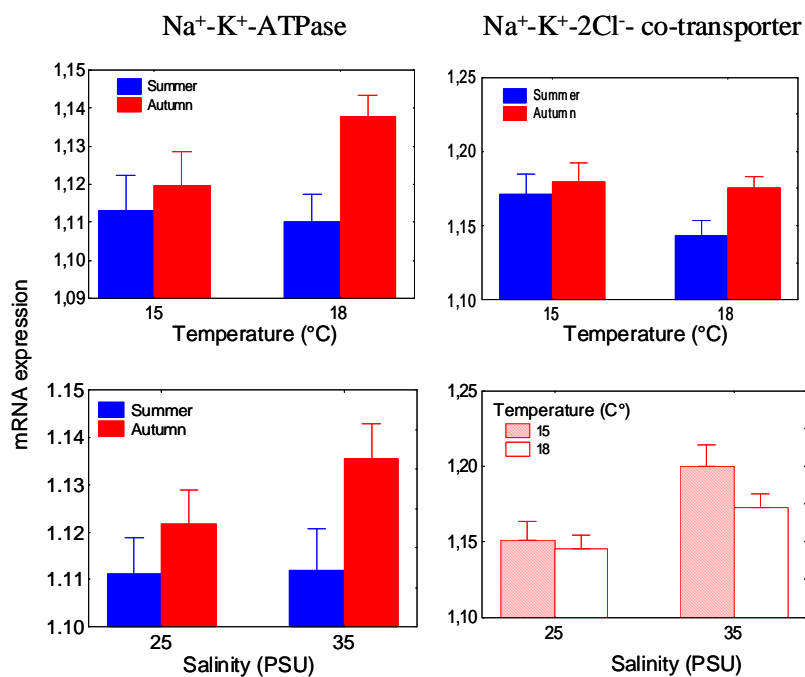 Na⁺-K⁺-ATPase
Na⁺-K⁺-2Cl⁻- co-transporter
mRNA expression
1,15
1,14
1,13
1,12
1,11
1,10
1,09
Summer
Autumn
15 18
Temperature (°C)
1,25
1,20
1,15
1,10
Summer
Autumn
15 18
Temperature (°C)
1.15
1.14
1.13
1.12
1.11
1.10
Summer
Autumn
25 35
Salinity (PSU)
1,25
1,20
1,15
1,10
Temperature (C°)
15
18
25 35
Salinity (PSU)